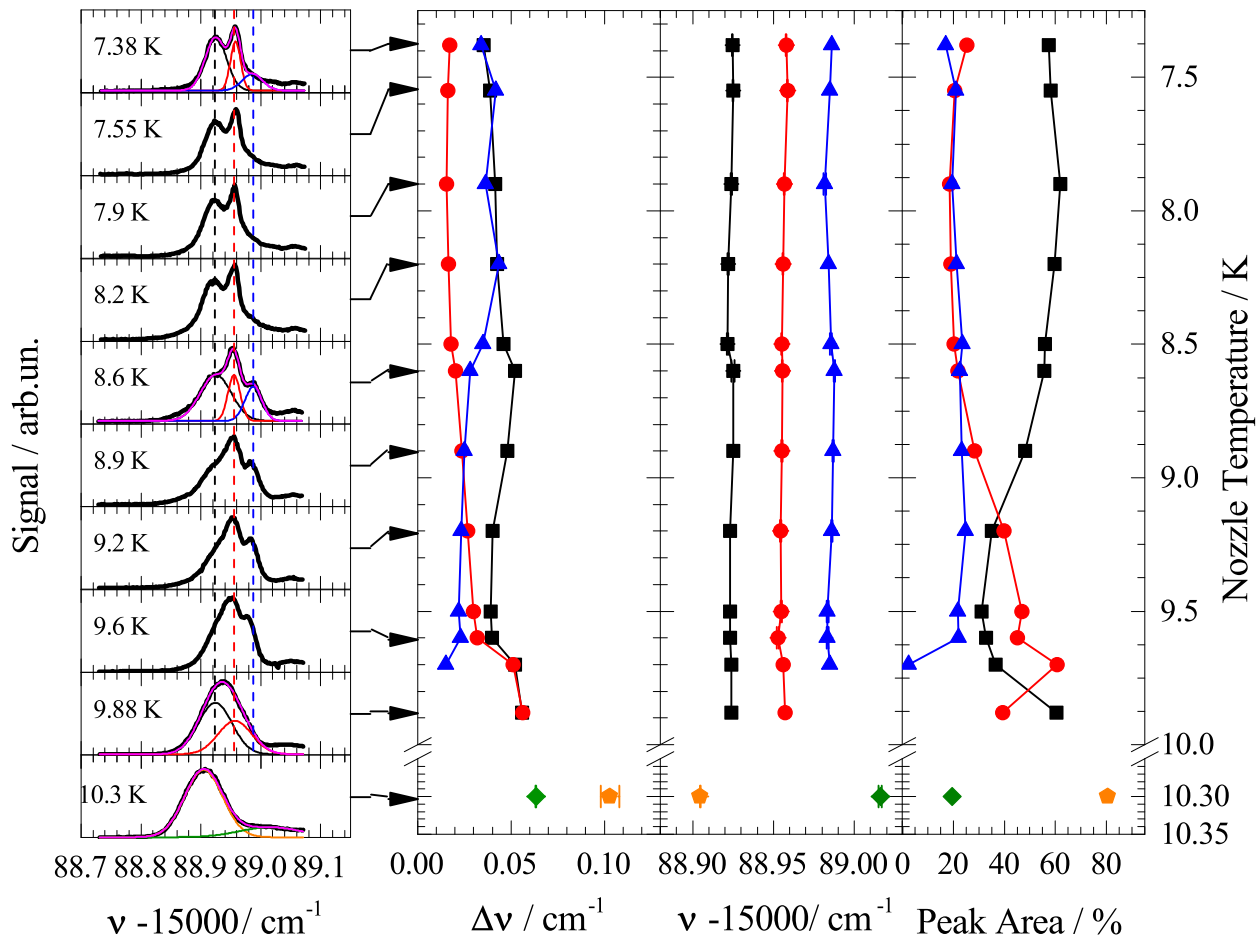 Signal / arb.un.
7.38 K
7.55 K
7.9 K
8.2 K
8.6 K
8.9 K
9.2 K
9.6 K
9.88 K
10.3 K
88.7 88.8 88.9 89.0 89.1
ν -15000/ cm⁻¹
0.00 0.05 0.10
Δν / cm⁻¹
88.90 88.95 89.00
ν -15000/ cm⁻¹
0 20 40 60 80
Peak Area / %
7.5
8.0
8.5
9.0
9.5
10.0
10.30
10.35
Nozzle Temperature / K